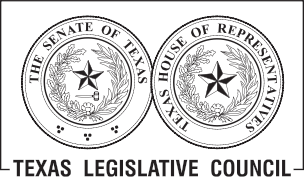 THE SENATE OF TEXAS
TEXAS HOUSE OF REPRESENTATIVES
TEXAS LEGISLATIVE COUNCIL